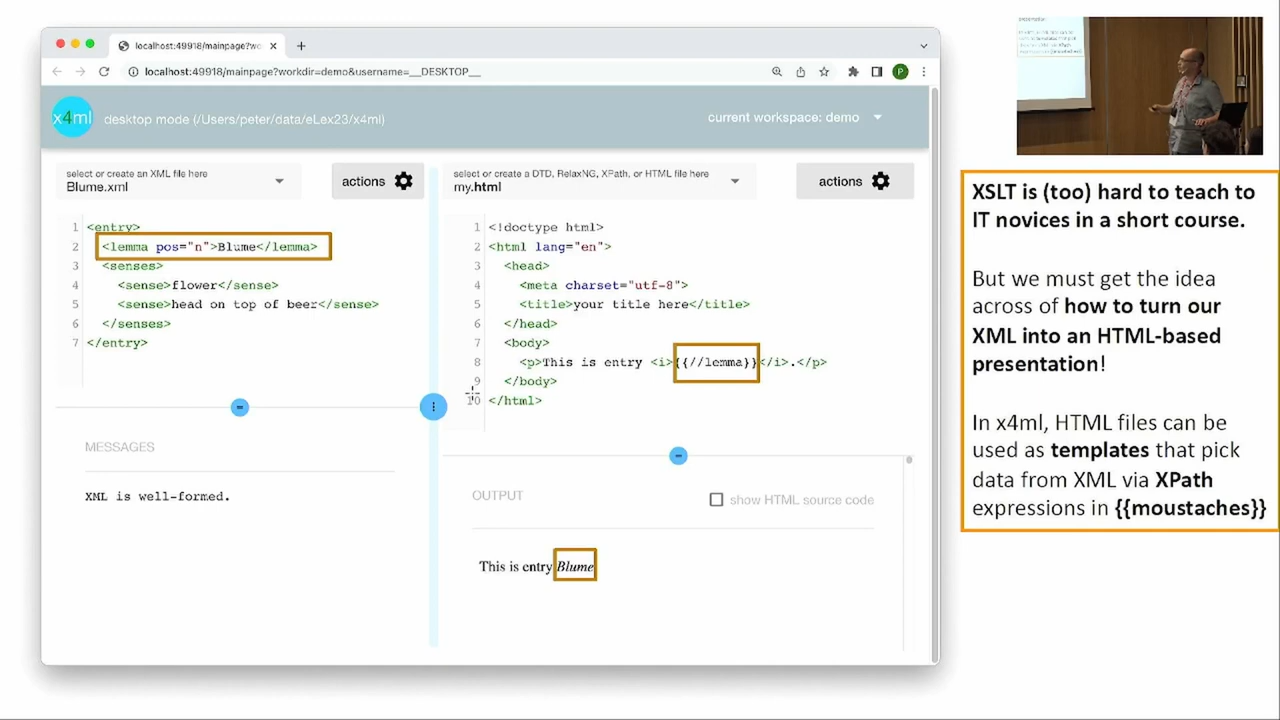 localhost:49918/mainpage?wo
localhost:49918/mainpage?workdir=demo&username=__DESKTOP__
P
x4ml
desktop mode (/Users/peter/data/eLex23/x4ml)
current workspace: demo
select or create an XML file here
Blume.xml
actions
select or create a DTD, RelaxNG, XPath, or HTML file here
my.html
actions
1 <entry>
2 <lemma pos="n">Blume</lemma>
3 <senses>
4 <sense>flower</sense>
5 <sense>head on top of beer</sense>
6 </senses>
7 </entry>
1 <!doctype html>
2 <html lang="en">
3 <head>
4 <meta charset="utf-8">
5 <title>your title here</title>
6 </head>
7 <body>
8 <p>This is entry <i>{{//lemma}}</i>.</p>
9 </body>
10 </html>
MESSAGES
XML is well-formed.
OUTPUT
show HTML source code
This is entry Blume
XSLT is (too) hard to teach to
IT novices in a short course.
But we must get the idea
across of how to turn our
XML into an HTML-based
presentation!
In x4ml, HTML files can be
used as templates that pick
data from XML via XPath
expressions in {{moustaches}}